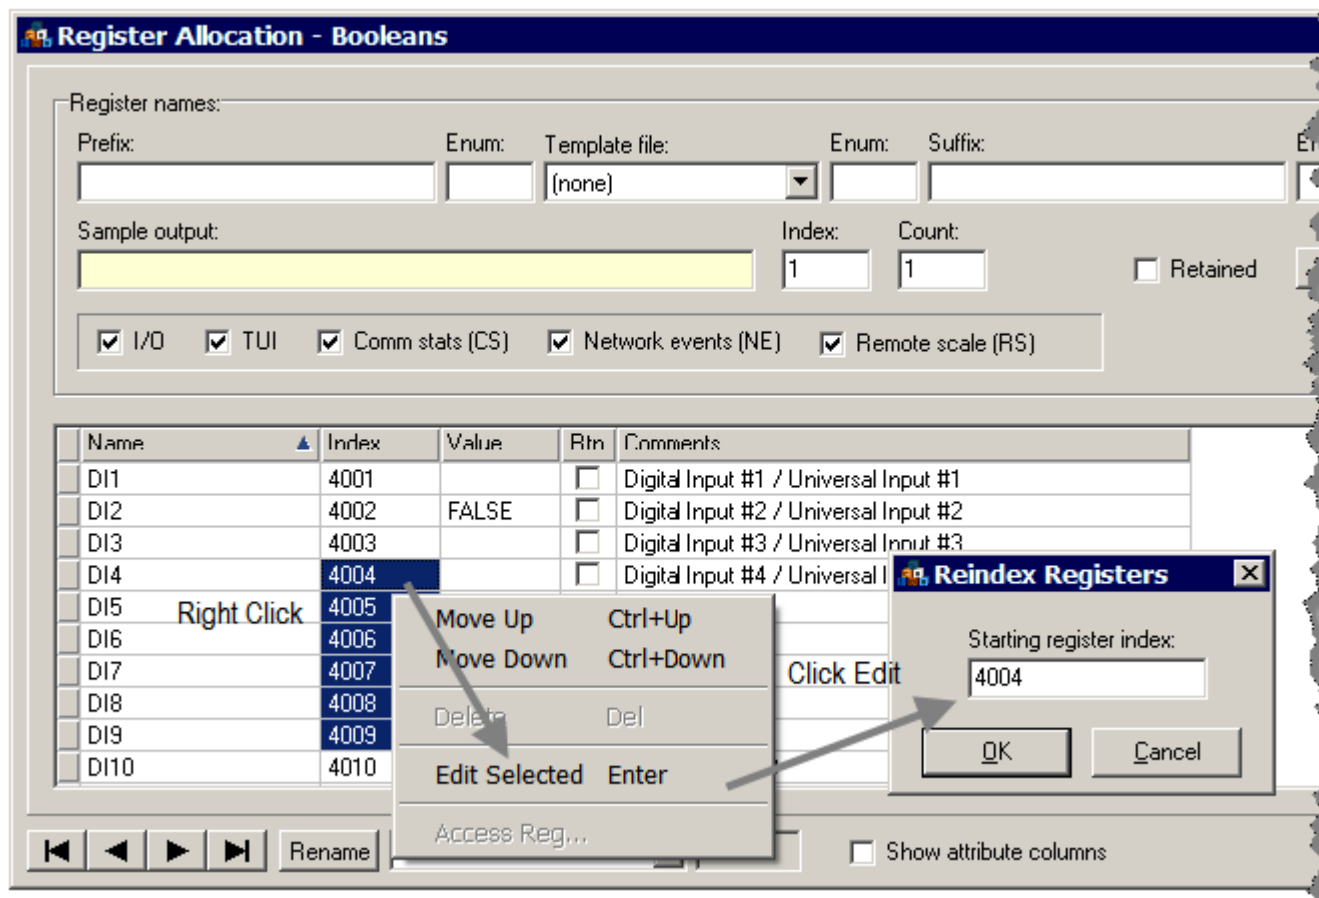 Register Allocation - Booleans
Register names:
Prefix: Enum: Template file: Enum: Suffix:
(none)
Sample output: Index: Count:
1 1 Retained
I/O TUI Comm stats (CS) Network events (NE) Remote scale (RS)
Name Index Value Rtn Comments
DI1 4001 Digital Input #1 / Universal Input #1
DI2 4002 FALSE Digital Input #2 / Universal Input #2
DI3 4003 Digital Input #3 / Universal Input #3
DI4 4004 Digital Input #4 / Universal I
DI5 4005
DI6 4006
DI7 4007
DI8 4008
DI9 4009
DI10 4010
Right Click
Move Up Ctrl+Up
Move Down Ctrl+Down
Delete Del
Edit Selected Enter
Access Reg...
Click Edit
Reindex Registers
Starting register index:
4004
OK Cancel
Rename Show attribute columns